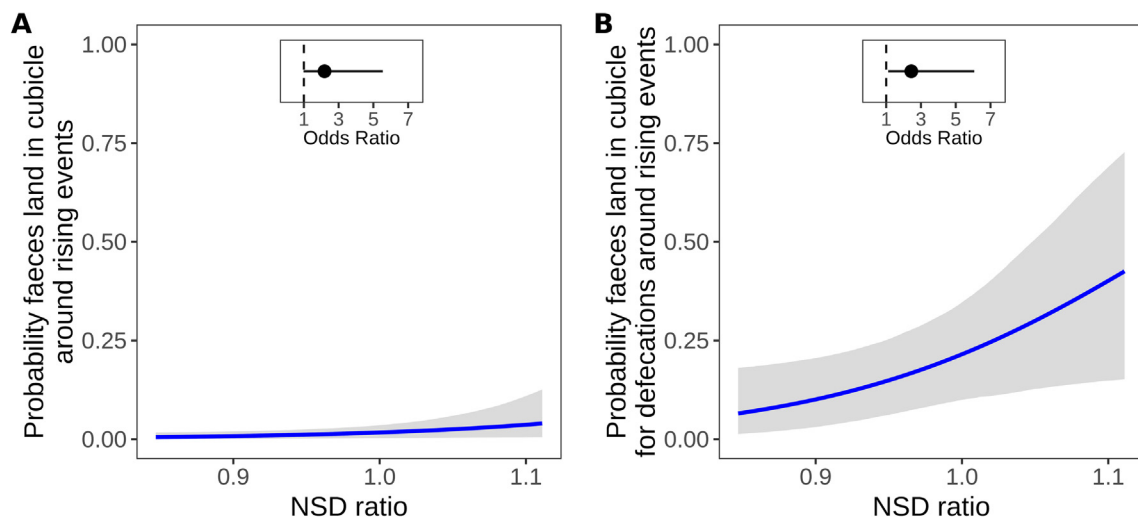 A
Probability faeces land in cubicle
around rising events
1.00
0.75
0.50
0.25
0.00
1 3 5 7
Odds Ratio
0.9 1.0 1.1
NSD ratio
B
Probability faeces land in cubicle
for defecations around rising events
1.00
0.75
0.50
0.25
0.00
1 3 5 7
Odds Ratio
0.9 1.0 1.1
NSD ratio